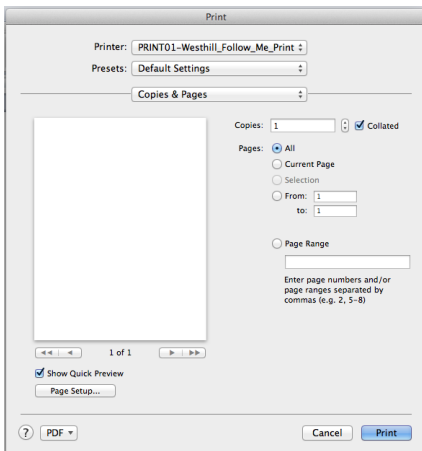 Print
Printer: PRINT01-Westhill_Follow_Me_Print
Presets: Default Settings
Copies & Pages
Copies: 1 Collated
Pages: All
Current Page
Selection
From: 1
to: 1
Page Range
Enter page numbers and/or
page ranges separated by
commas (e.g. 2, 5-8)
1 of 1
Show Quick Preview
Page Setup...
? PDF Cancel Print